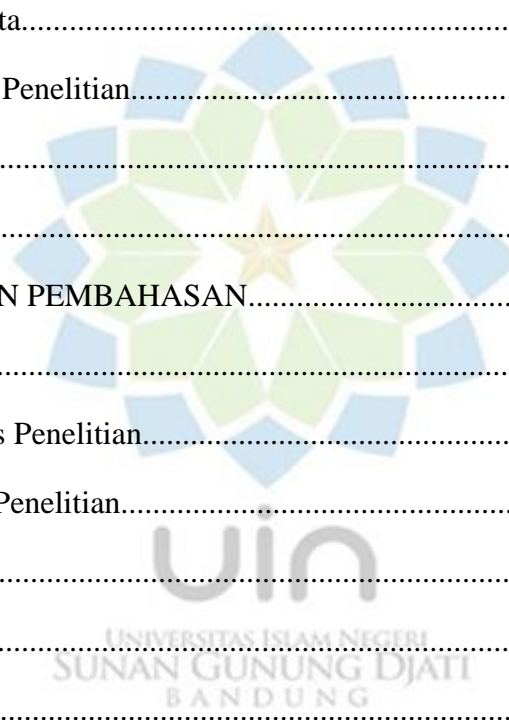 ta..........................................................
Penelitian..........................................
............................................................
............................................................
N PEMBAHASAN..............................
............................................................
s Penelitian.........................................
Penelitian............................................
uin
............................................................
UNIVERSITAS ISLAM NEGERI
............................................................
SUNAN GUNUNG DJATI
BANDUNG
............................................................